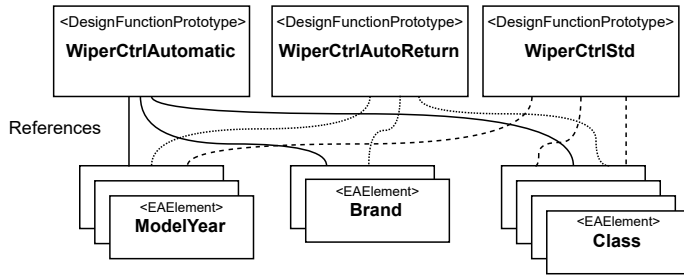 <DesignFunctionPrototype>
WiperCtrlAutomatic
<DesignFunctionPrototype>
WiperCtrlAutoReturn
<DesignFunctionPrototype>
WiperCtrlStd
References
<EAElement>
ModelYear
<EAElement>
Brand
<EAElement>
Class